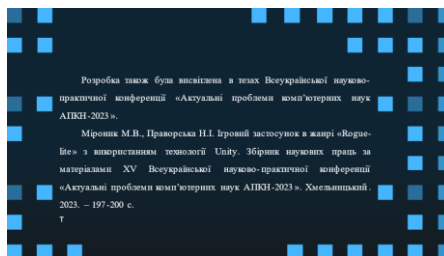 Розробка також була висвітлена в тезах Всеукраїнської науково-
практичної конференції «Актуальні проблеми комп’ютерних наук
АПКН-2023».
Міроник М.В., Праворська Н.І. Ігровий застосунок в жанрі «Rogue-
lite» з використанням технології Unity. Збірник наукових праць за
матеріалами XV Всеукраїнської науково-практичної конференції
«Актуальні проблеми комп’ютерних наук АПКН-2023». Хмельницький.
2023. – 197-200 с.
т